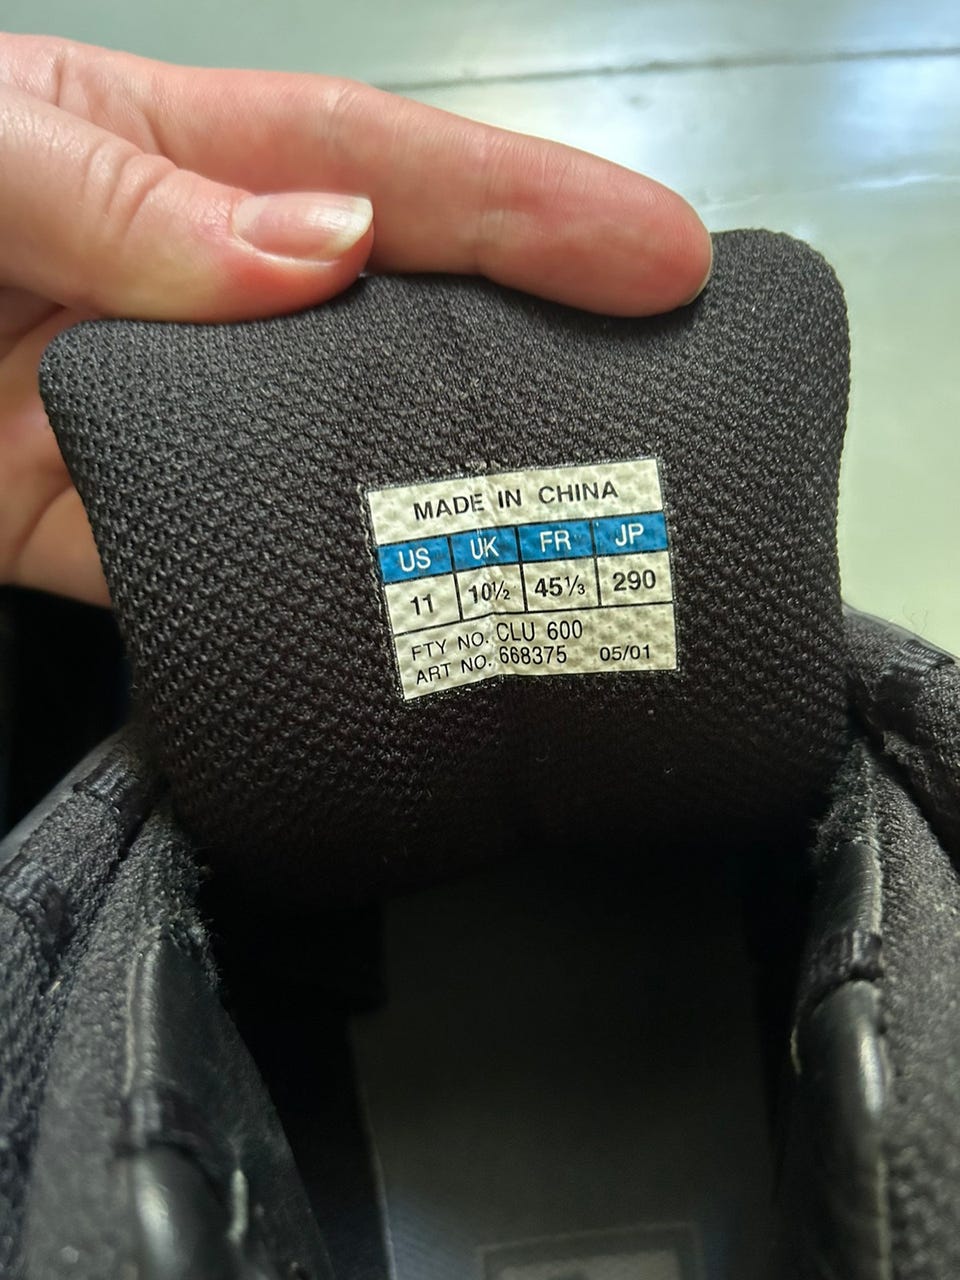 MADE IN CHINA
US UK FR JP
11 10½ 45⅓ 290
FTY NO. CLU 600
ART NO. 668375 05/01